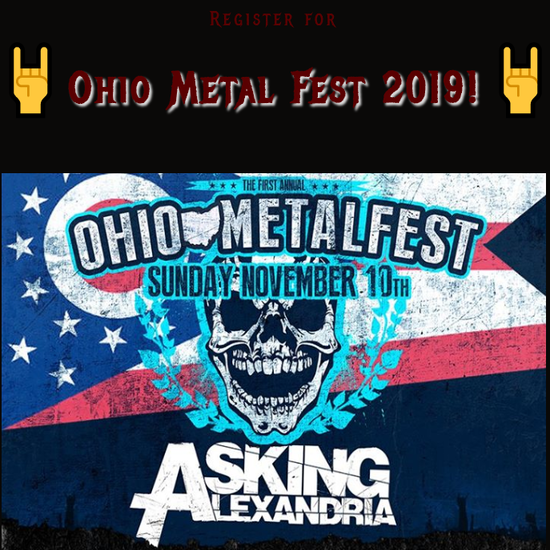 Register for
Ohio Metal Fest 2019!
THE FIRST ANNUAL
OHIO METALFEST
SUNDAY NOVEMBER 10TH
ASKING
ALEXANDRIA